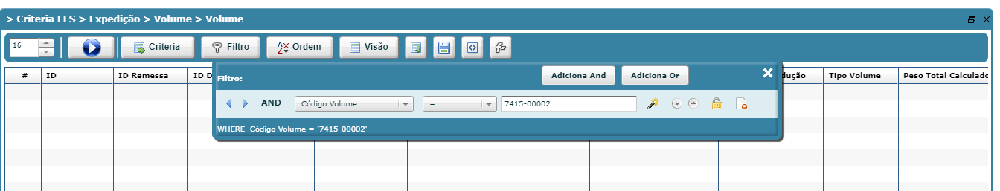 > Criteria LES > Expedição > Volume > Volume
16 Criteria Filtro AZ Ordem Visão
# ID ID Remessa ID D dução Tipo Volume Peso Total Calculado
Filtro: Adiciona And Adiciona Or
AND Código Volume = 7415-00002
WHERE Código Volume = '7415-00002'